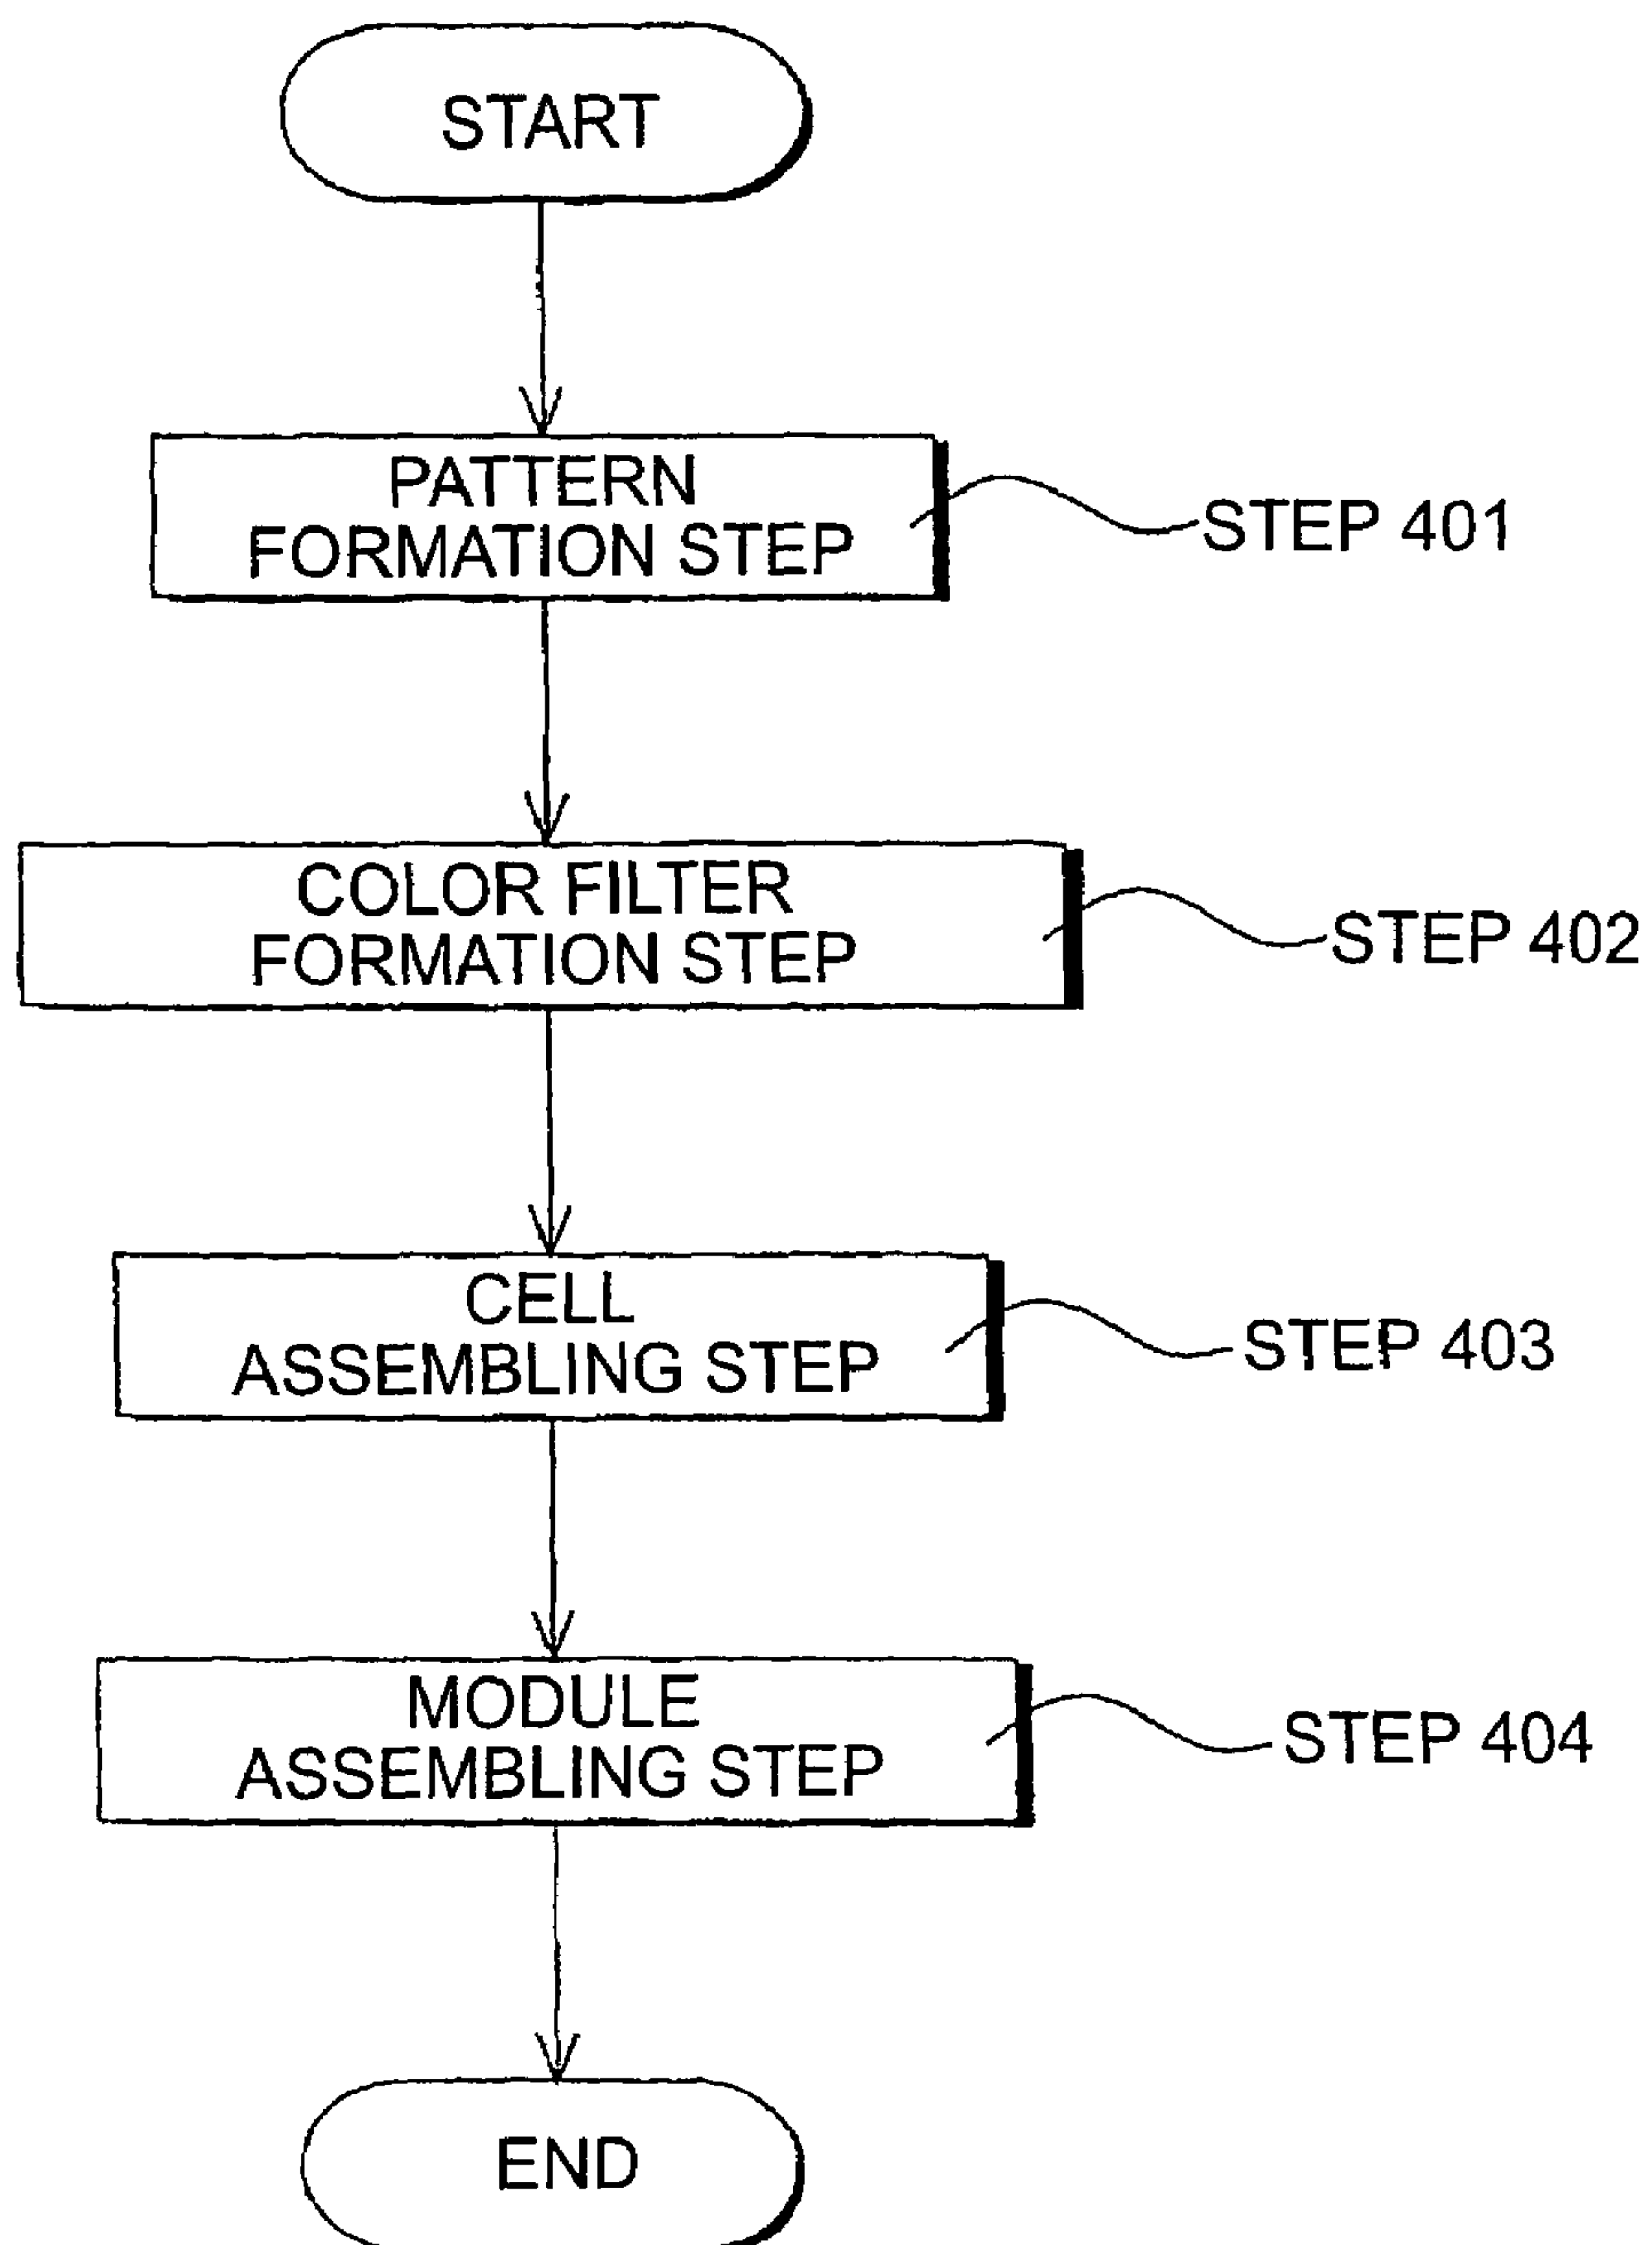 START
PATTERN
FORMATION STEP
STEP 401
COLOR FILTER
FORMATION STEP
STEP 402
CELL
ASSEMBLING STEP
STEP 403
MODULE
ASSEMBLING STEP
STEP 404
END